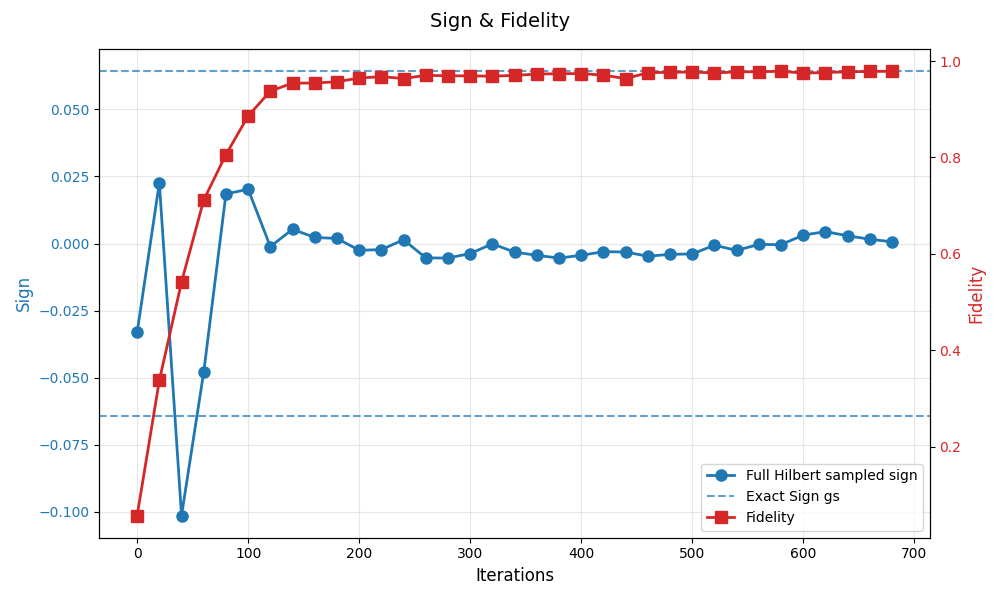 Sign & Fidelity
0.050
0.025
0.000
−0.025
−0.050
−0.075
−0.100
Sign
1.0
0.8
0.6
0.4
0.2
Fidelity
Full Hilbert sampled sign
Exact Sign gs
Fidelity
0 100 200 300 400 500 600 700
Iterations